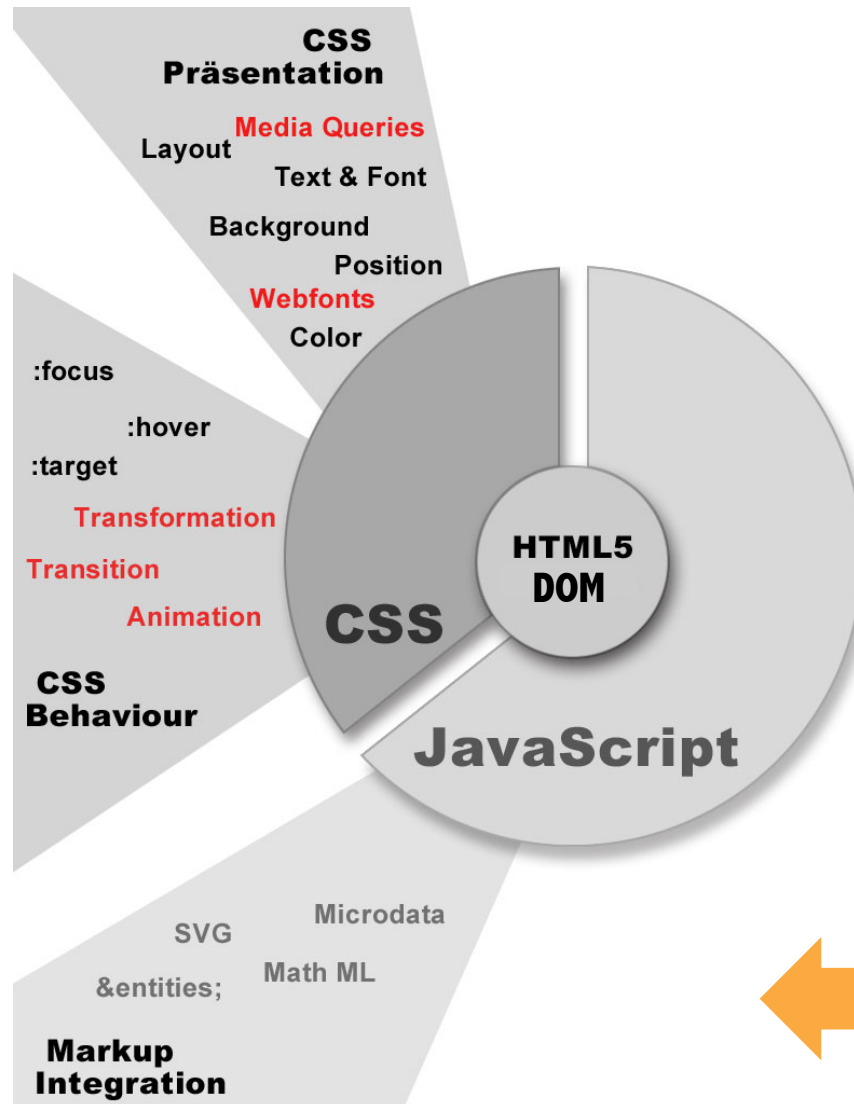 CSS
Präsentation
Media Queries
Layout
Text & Font
Background
Position
Webfonts
Color
:focus
:hover
:target
Transformation
Transition
Animation
CSS
Behaviour
HTML5
DOM
CSS
JavaScript
Microdata
SVG
Math ML
&entities;
Markup
Integration